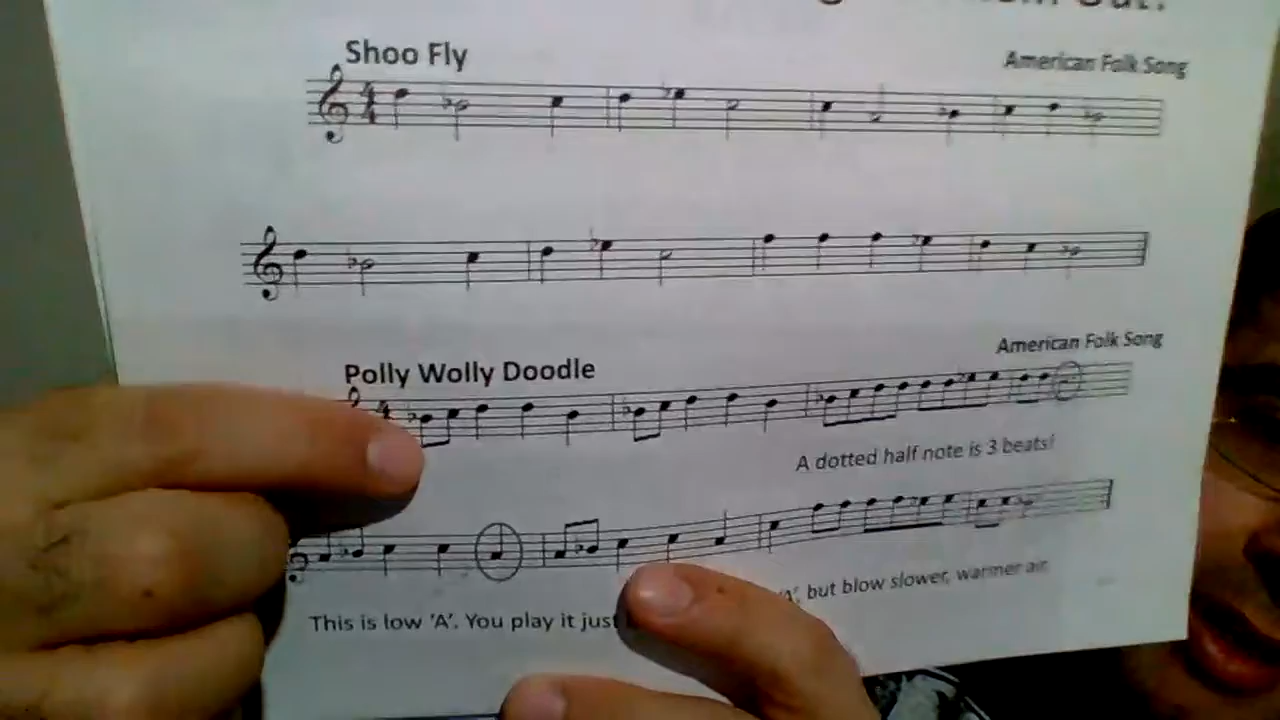 Shoo Fly
American Folk Song
Polly Wolly Doodle
American Folk Song
A dotted half note is 3 beats!
This is low 'A'. You play it just 'A', but blow slower, warmer air.